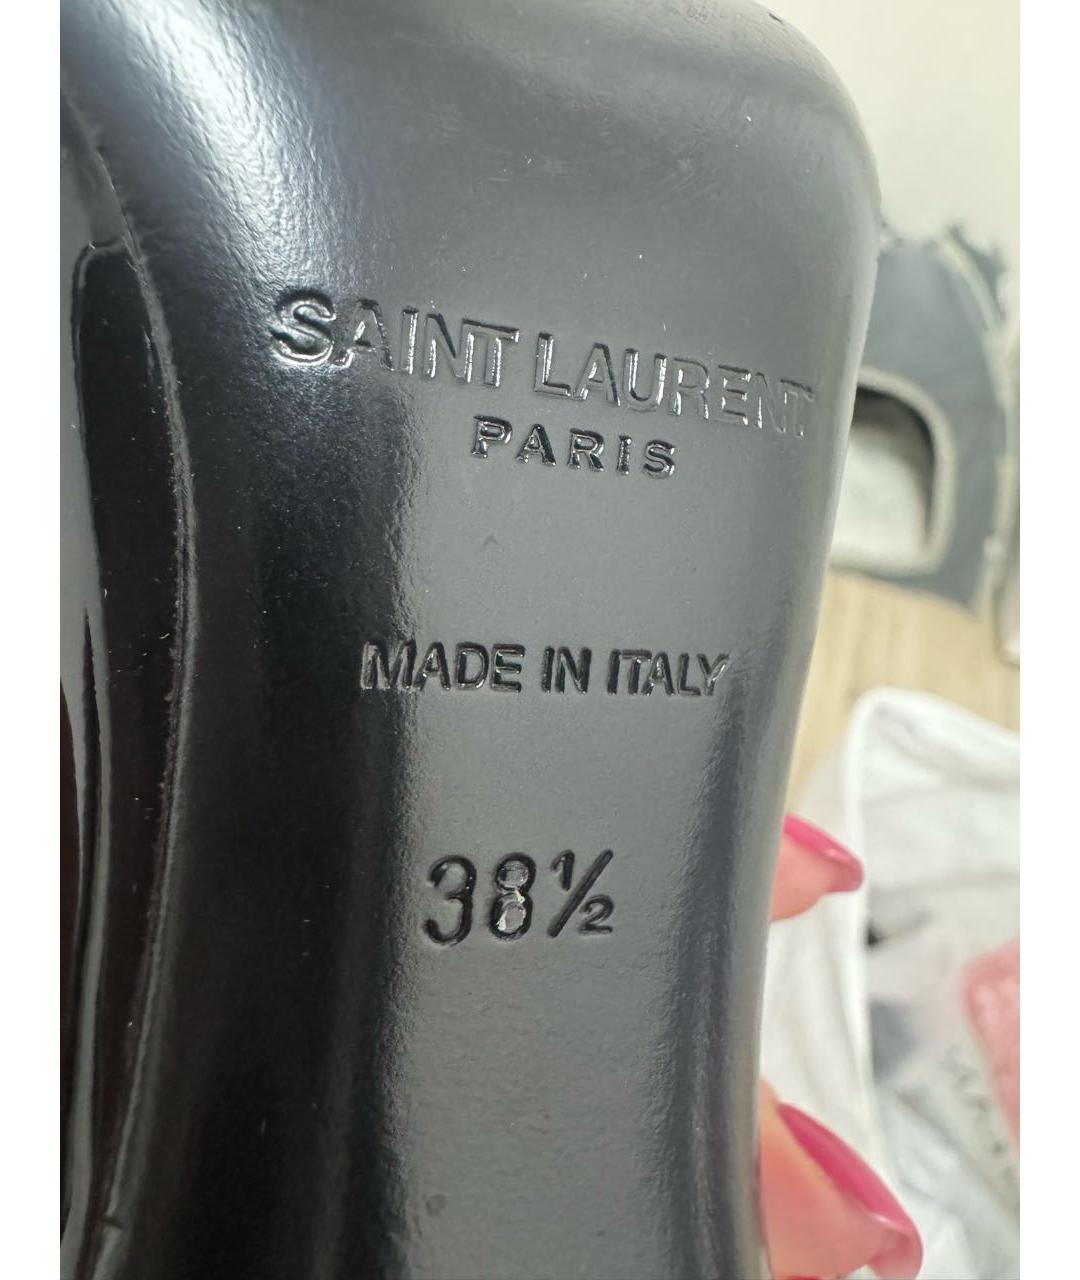 SAINT LAURENT
PARIS
MADE IN ITALY
38½